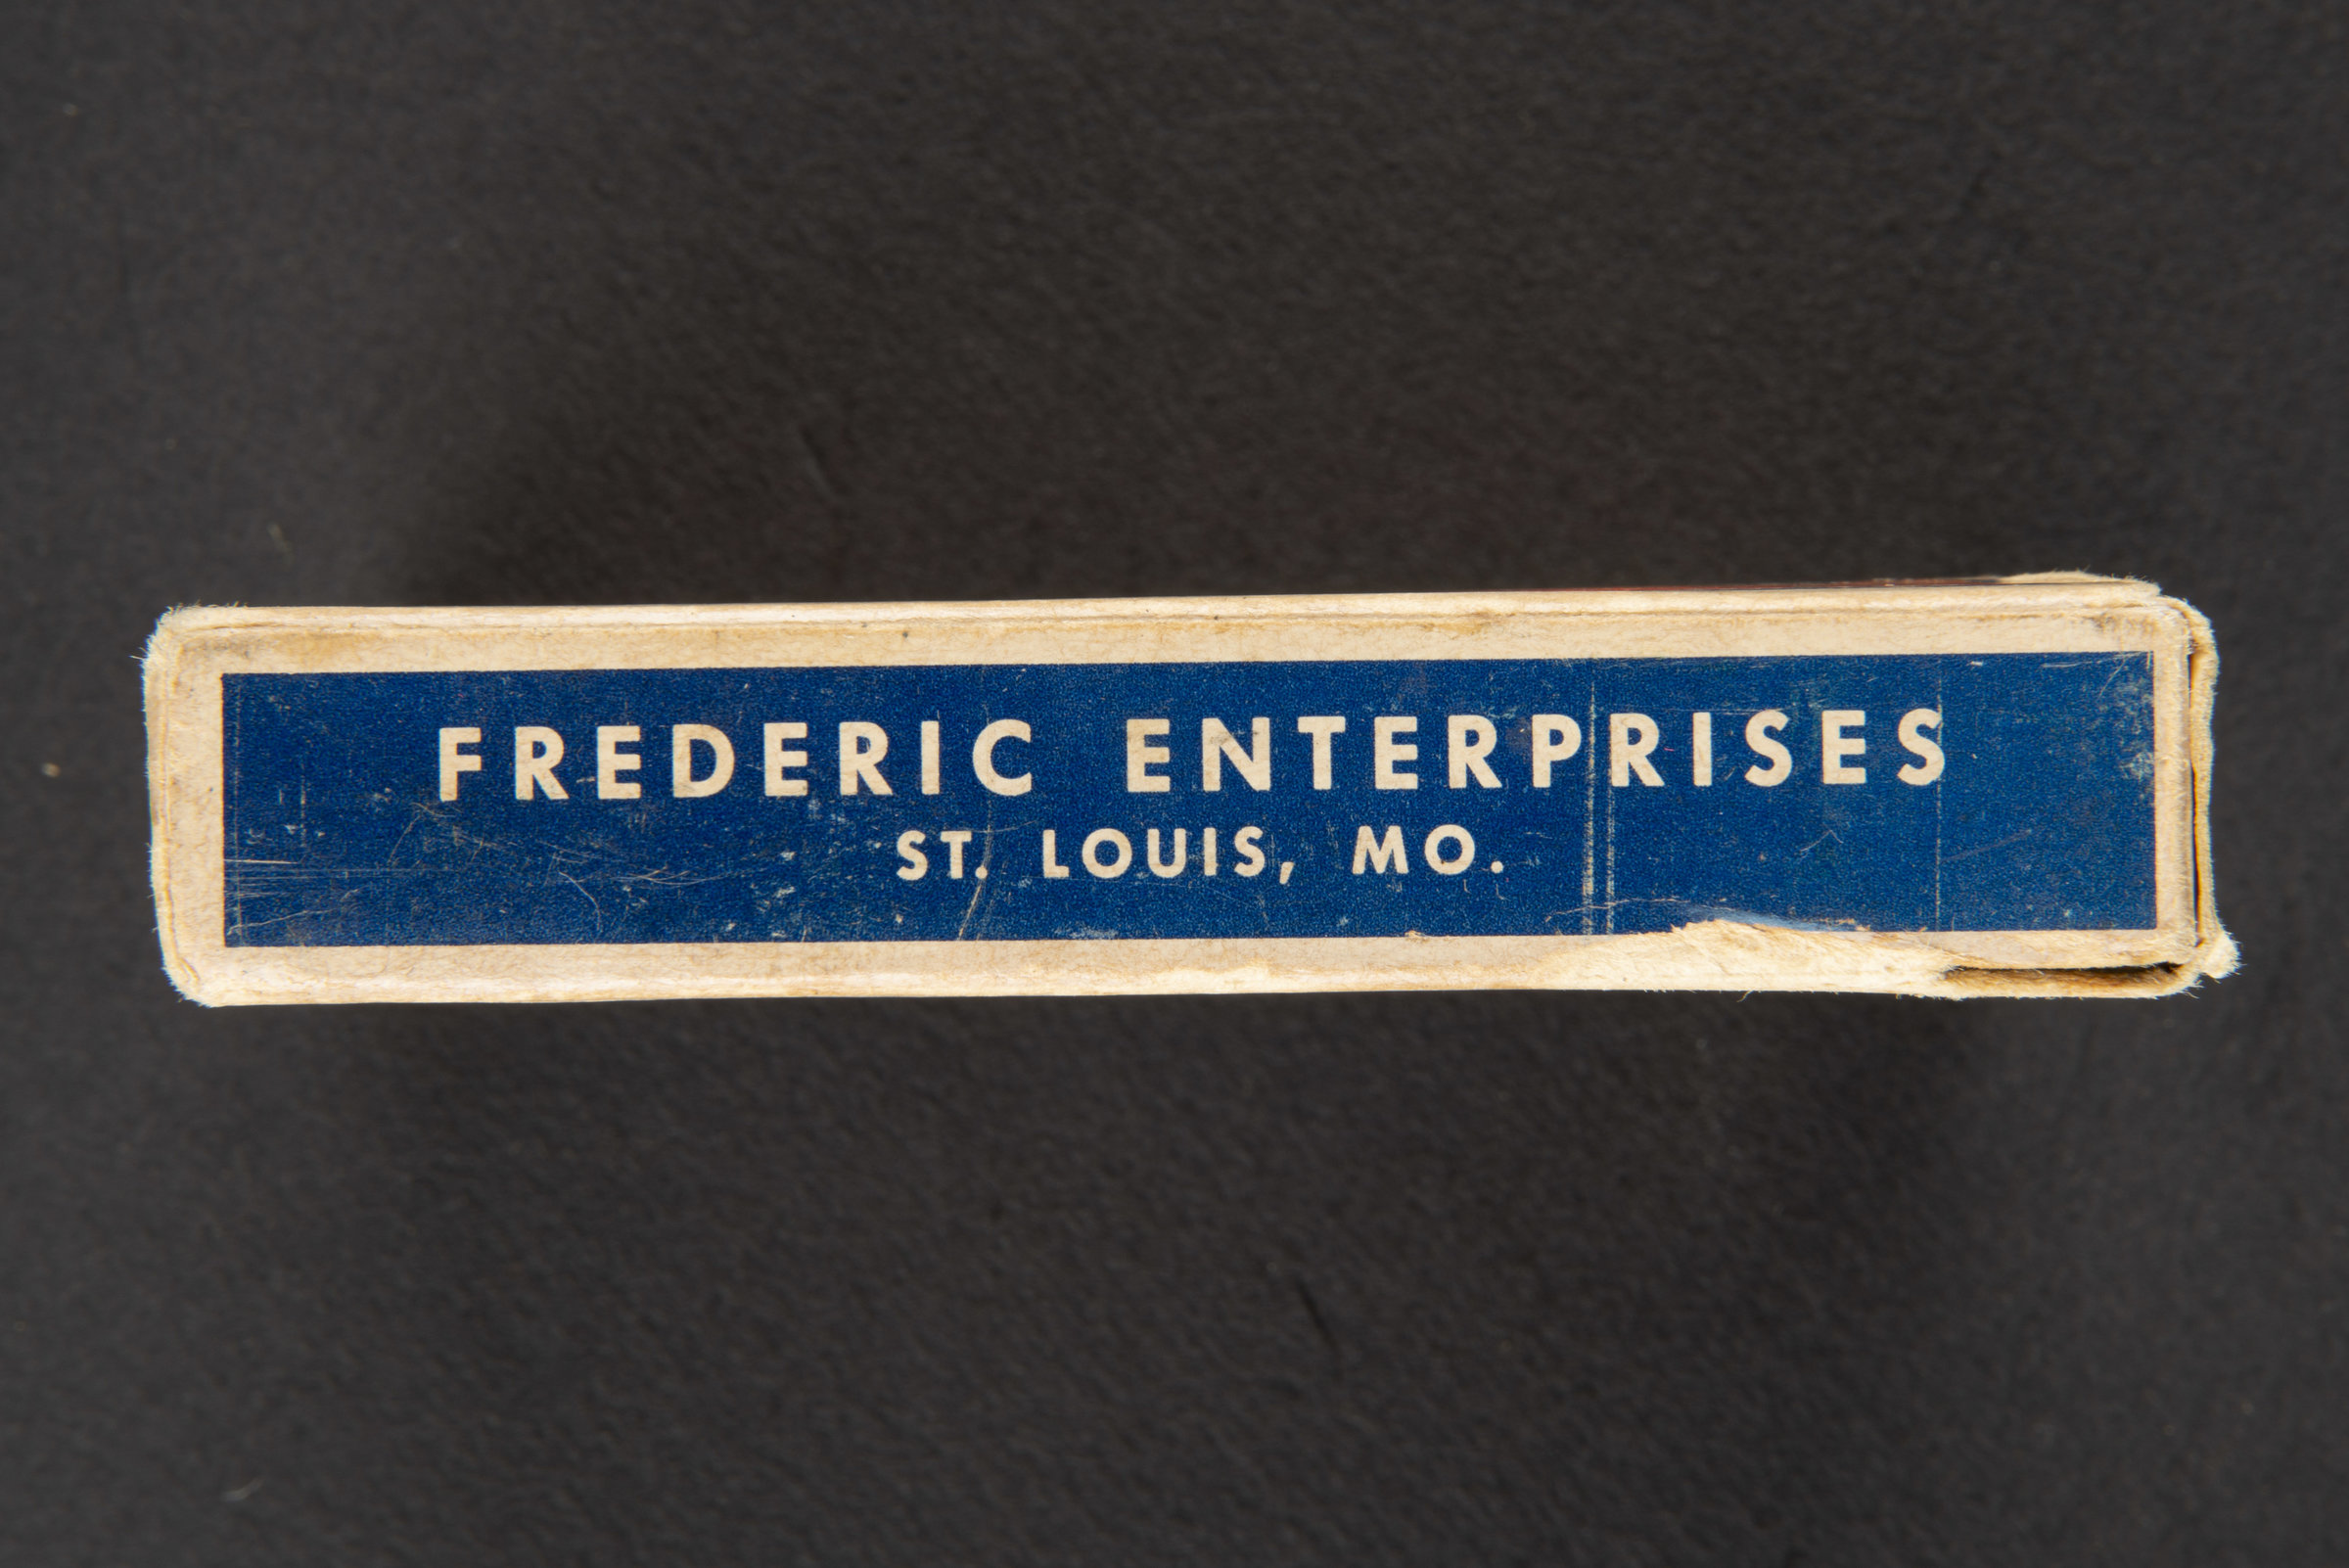 FREDERIC ENTERPRISES
ST. LOUIS, MO.